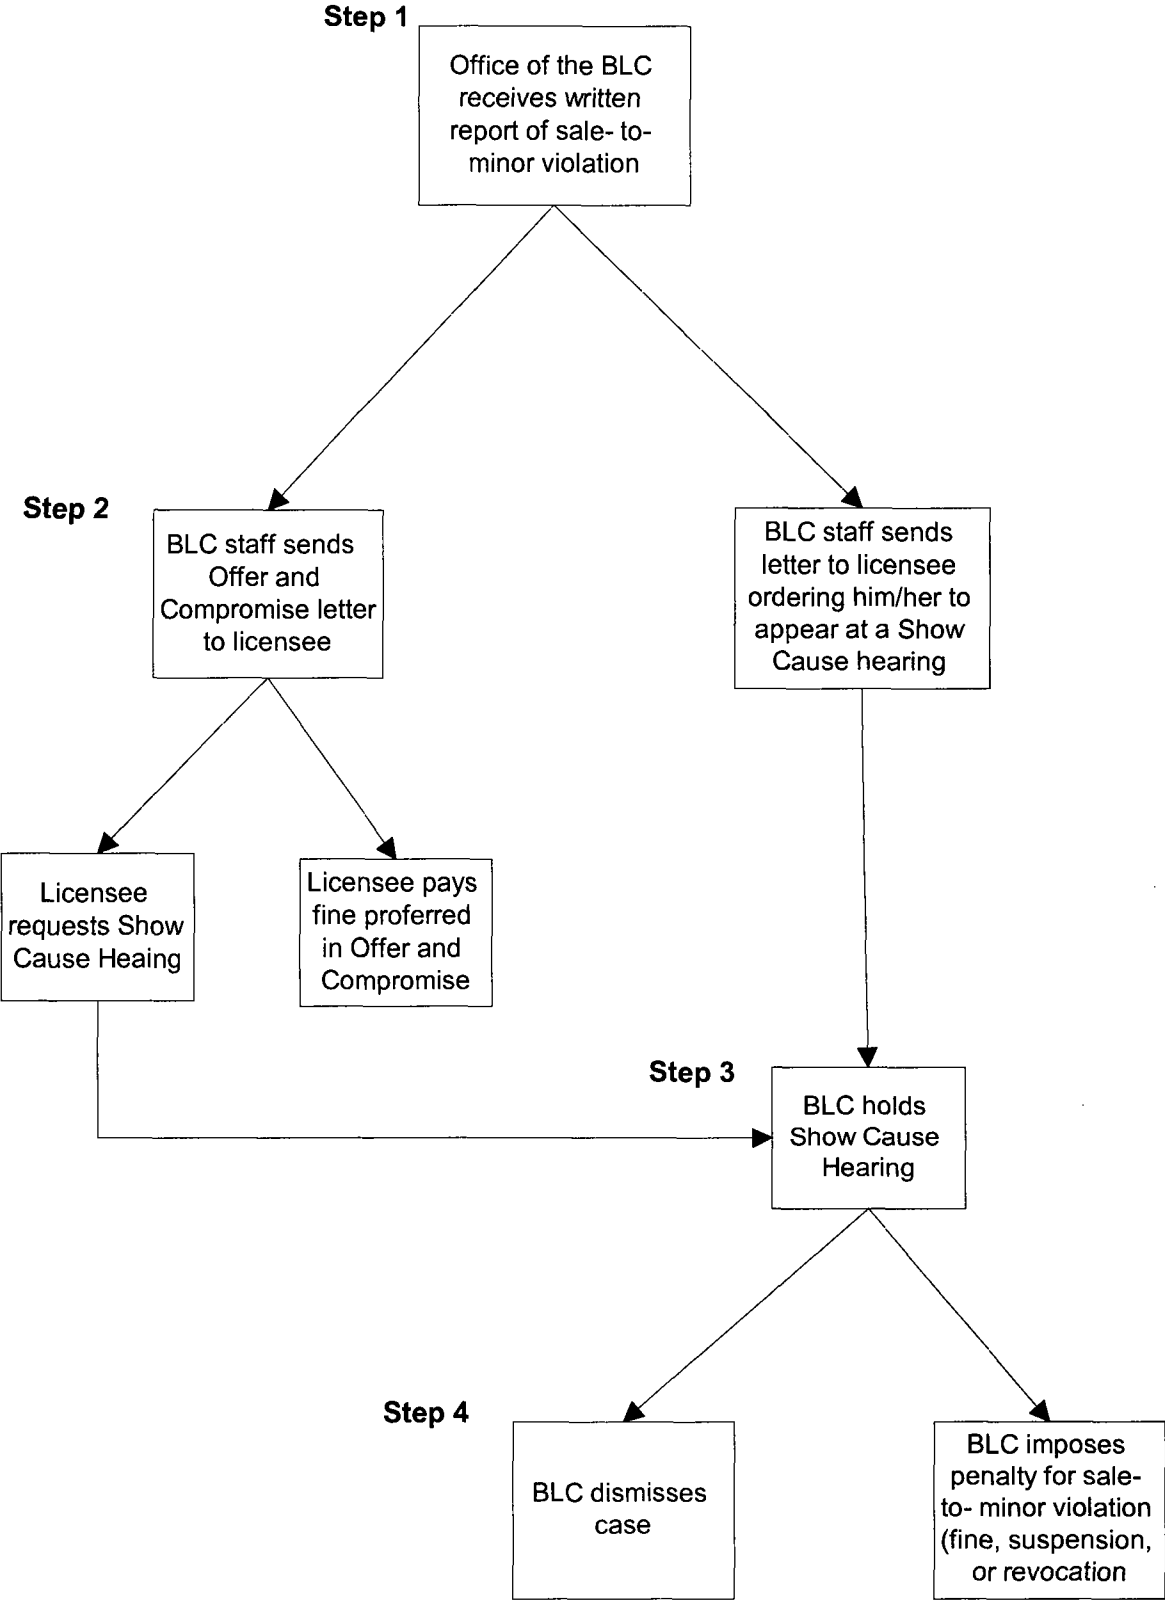 Step 1
Office of the BLC
receives written
report of sale- to-
minor violation
Step 2
BLC staff sends
Offer and
Compromise letter
to licensee
BLC staff sends
letter to licensee
ordering him/her to
appear at a Show
Cause hearing
Licensee
requests Show
Cause Heaing
Licensee pays
fine proferred
in Offer and
Compromise
Step 3
BLC holds
Show Cause
Hearing
Step 4
BLC dismisses
case
BLC imposes
penalty for sale-
to- minor violation
(fine, suspension,
or revocation